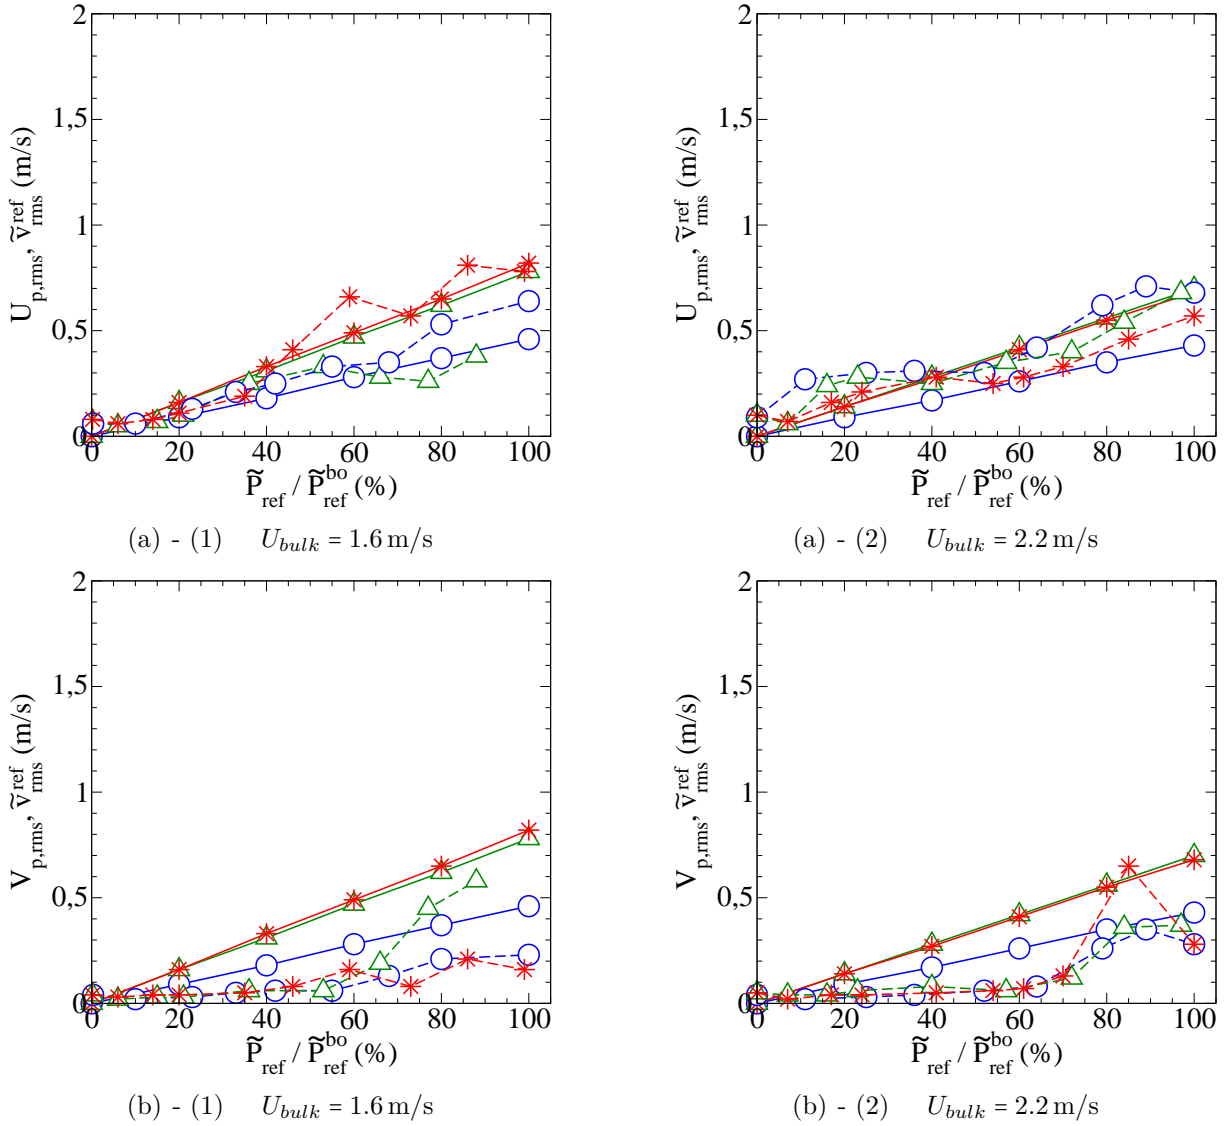 2
1,5
1
0,5
0
0 20 40 60 80 100
U_p,rms, ṽ_rms^ref (m/s)
P̃_ref / P̃_ref^bo (%)
(a) - (1) U_bulk = 1.6 m/s
2
1,5
1
0,5
0
0 20 40 60 80 100
U_p,rms, ṽ_rms^ref (m/s)
P̃_ref / P̃_ref^bo (%)
(a) - (2) U_bulk = 2.2 m/s
2
1,5
1
0,5
0
0 20 40 60 80 100
V_p,rms, ṽ_rms^ref (m/s)
P̃_ref / P̃_ref^bo (%)
(b) - (1) U_bulk = 1.6 m/s
2
1,5
1
0,5
0
0 20 40 60 80 100
V_p,rms, ṽ_rms^ref (m/s)
P̃_ref / P̃_ref^bo (%)
(b) - (2) U_bulk = 2.2 m/s